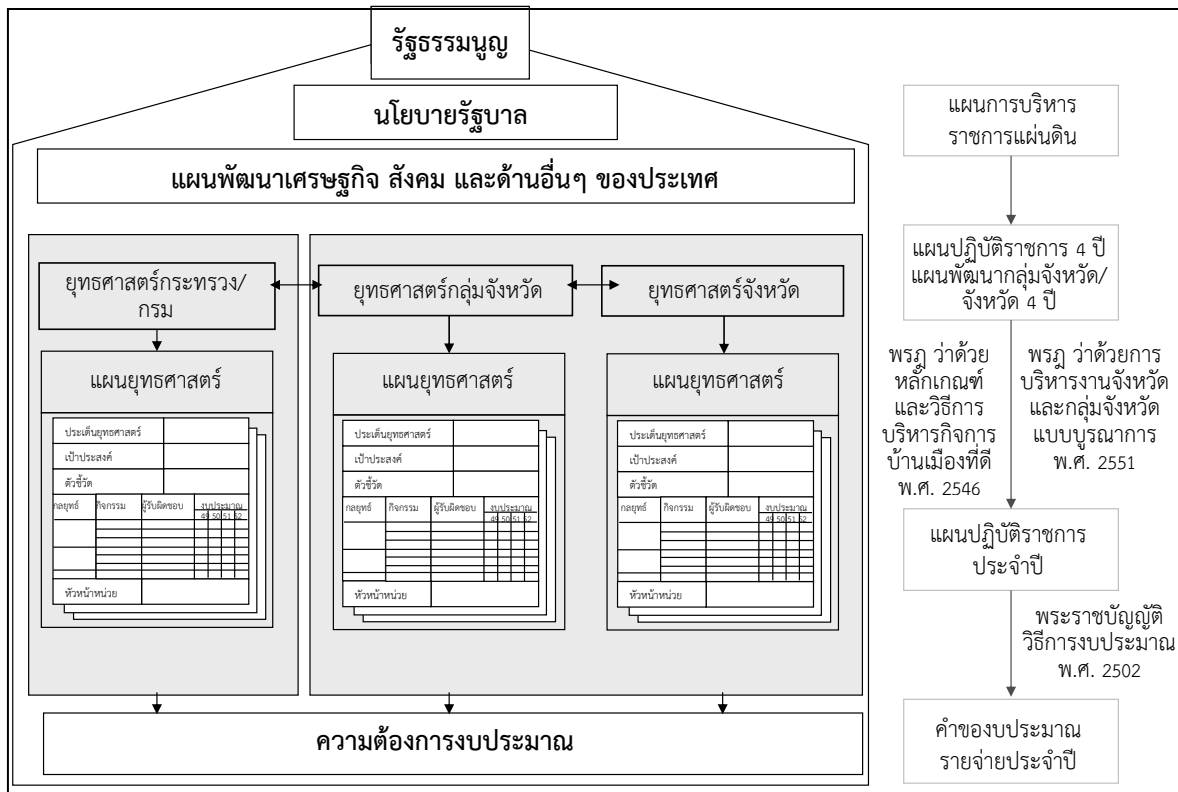 รัฐธรรมนูญ
นโยบายรัฐบาล
แผนพัฒนาเศรษฐกิจ สังคม และด้านอื่นๆ ของประเทศ
ยุทธศาสตร์กระทรวง/
กรม
ยุทธศาสตร์กลุ่มจังหวัด
ยุทธศาสตร์จังหวัด
แผนยุทธศาสตร์
ประเด็นยุทธศาสตร์
เป้าประสงค์
ตัวชี้วัด
กลยุทธ์ กิจกรรม ผู้รับผิดชอบ งบประมาณ
49 50 51 52
หัวหน้าหน่วย
แผนยุทธศาสตร์
ประเด็นยุทธศาสตร์
เป้าประสงค์
ตัวชี้วัด
กลยุทธ์ กิจกรรม ผู้รับผิดชอบ งบประมาณ
49 50 51 52
หัวหน้าหน่วย
แผนยุทธศาสตร์
ประเด็นยุทธศาสตร์
เป้าประสงค์
ตัวชี้วัด
กลยุทธ์ กิจกรรม ผู้รับผิดชอบ งบประมาณ
49 50 51 52
หัวหน้าหน่วย
ความต้องการงบประมาณ
แผนการบริหาร
ราชการแผ่นดิน
แผนปฏิบัติราชการ 4 ปี
แผนพัฒนากลุ่มจังหวัด/
จังหวัด 4 ปี
พรฎ ว่าด้วย
หลักเกณฑ์
และวิธีการ
บริหารกิจการ
บ้านเมืองที่ดี
พ.ศ. 2546
พรฎ ว่าด้วยการ
บริหารงานจังหวัด
และกลุ่มจังหวัด
แบบบูรณาการ
พ.ศ. 2551
แผนปฏิบัติราชการ
ประจำปี
พระราชบัญญัติ
วิธีการงบประมาณ
พ.ศ. 2502
คำของบประมาณ
รายจ่ายประจำปี